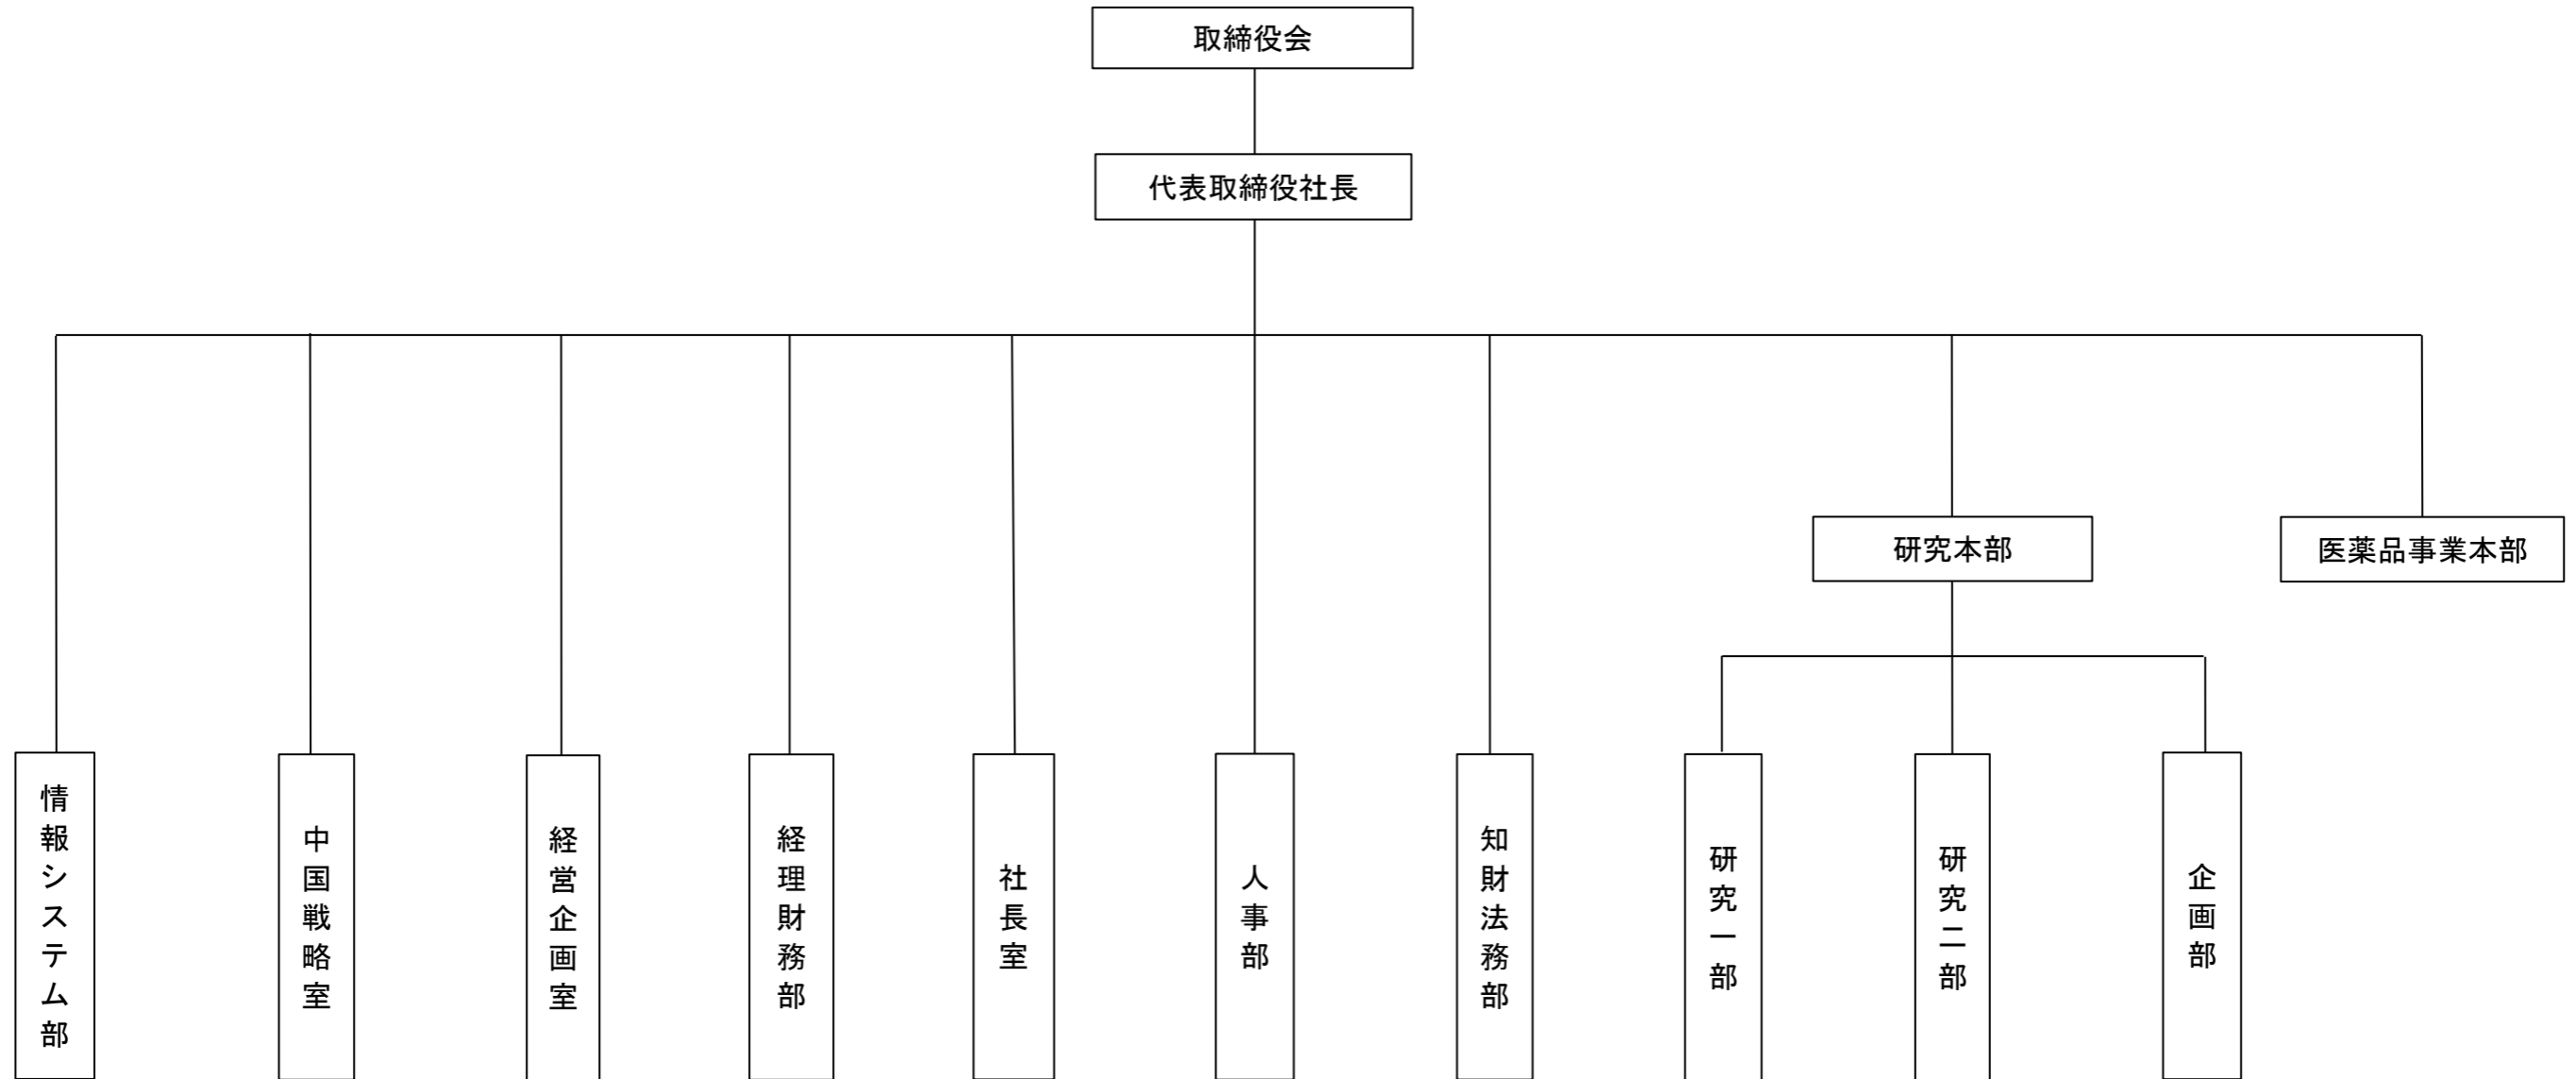 取締役会
代表取締役社長
研究本部
医薬品事業本部
情報システム部
中国戦略室
経営企画室
経理財務部
社長室
人事部
知財法務部
研究一部
研究二部
企画部